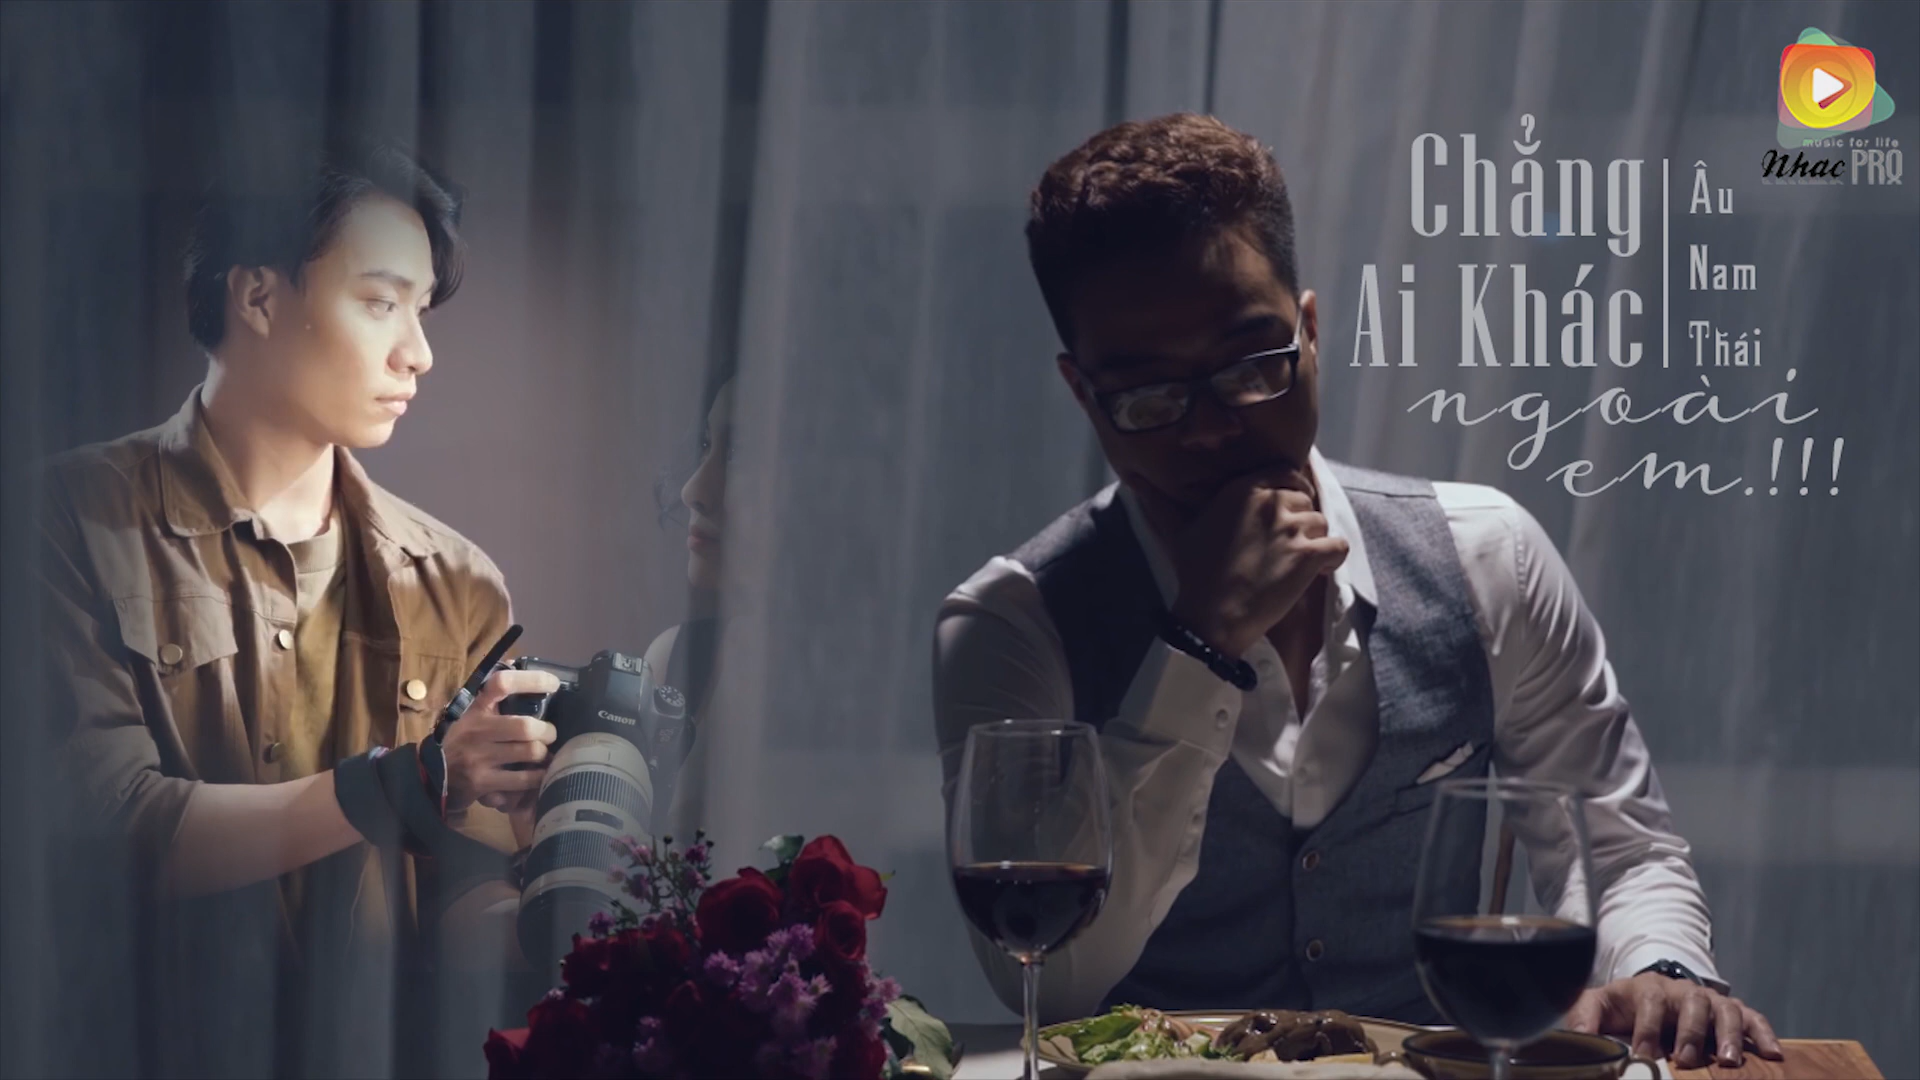 Chẳng
Ai Khác
ngoài
em.!!!
Âu
Nam
Thái
music for life
Nhac PRO
Canon